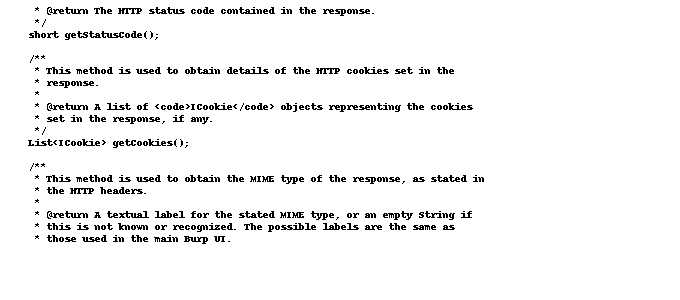 * @return The HTTP status code contained in the response.
*/
short getStatusCode();
/**
* This method is used to obtain details of the HTTP cookies set in the
* response.
*
* @return A list of <code>ICookie</code> objects representing the cookies
* set in the response, if any.
*/
List<ICookie> getCookies();
/**
* This method is used to obtain the MIME type of the response, as stated in
* the HTTP headers.
*
* @return A textual label for the stated MIME type, or an empty String if
* this is not known or recognized. The possible labels are the same as
* those used in the main Burp UI.